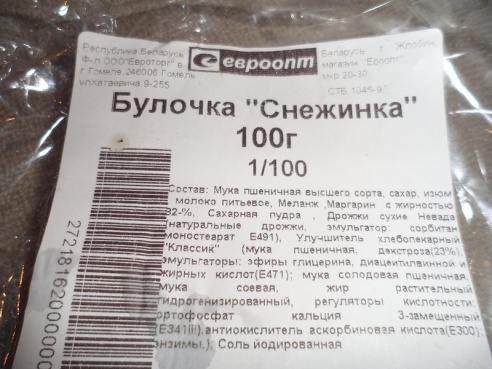 Республика Беларусь
Ф-л ООО"Евроторг" в
г. Гомеле, 246006 Гомель
9-255
евроопт
Беларусь г. Жлобин,
магазин "Евроопт"
мкр 20-30
СТБ 1045-97
Булочка "Снежинка"
100г
1/100
Состав: Мука пшеничная высшего сорта, сахар, изюм
молоко питьевое, Меланж ,Маргарин с жирностью
82-%, Сахарная пудра , Дрожжи сухие Невада
(натуральные дрожжи, эмульгатор: сорбитан
моностеарат Е491), Улучшитель хлебопекарный
"Классик" (мука пшеничная, декстроза(23%),
эмульгаторы: эфиры глицерина, диацетилвинной и
жирных кислот(Е471); мука солодовая пшеничная,
мука соевая, жир растительный
гидрогенизированный, регуляторы кислотности:
ортофосфат кальция 3-замещенный
(Е341iii),антиокислитель аскорбиновая кислота(Е300);
энзимы.); Соль йодированная